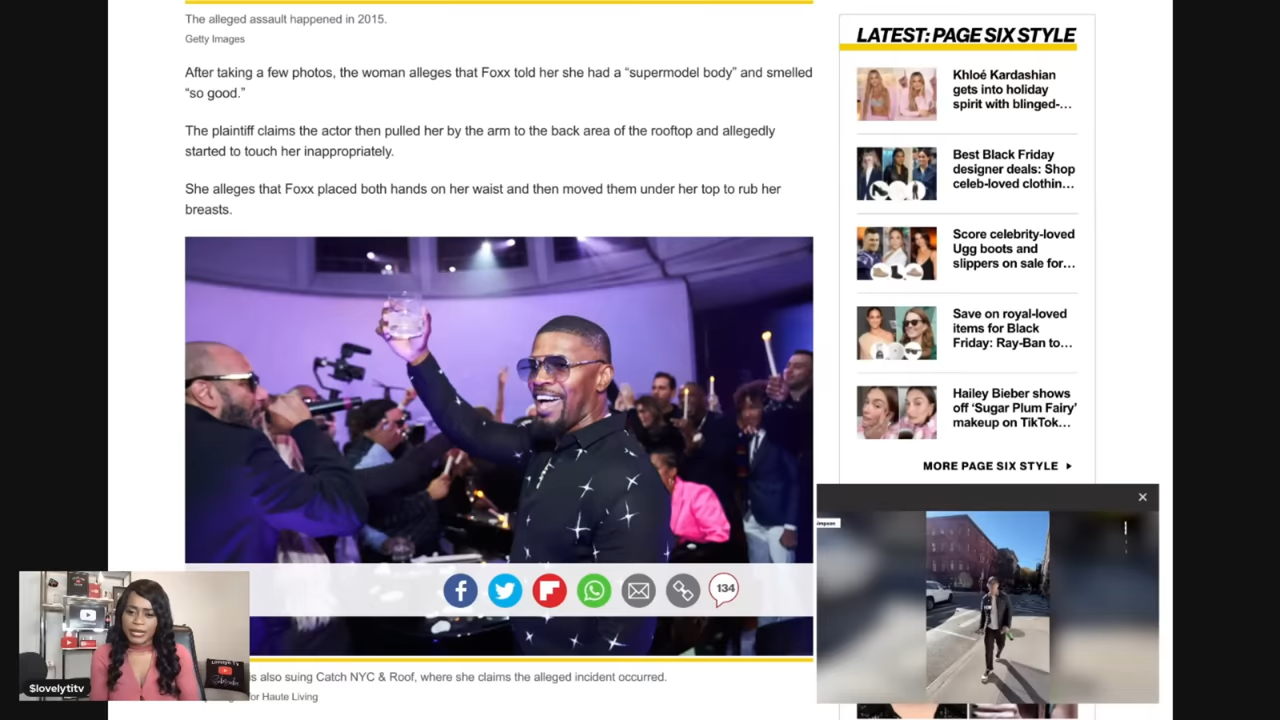 The alleged assault happened in 2015.
Getty Images
After taking a few photos, the woman alleges that Foxx told her she had a “supermodel body” and smelled
“so good.”
The plaintiff claims the actor then pulled her by the arm to the back area of the rooftop and allegedly
started to touch her inappropriately.
She alleges that Foxx placed both hands on her waist and then moved them under her top to rub her
breasts.
134
s also suing Catch NYC & Roof, where she claims the alleged incident occurred.
for Haute Living
$lovelytitv
LATEST: PAGE SIX STYLE
Khloé Kardashian
gets into holiday
spirit with blinged-…
Best Black Friday
designer deals: Shop
celeb-loved clothin…
Score celebrity-loved
Ugg boots and
slippers on sale for…
Save on royal-loved
items for Black
Friday: Ray-Ban to…
Hailey Bieber shows
off ‘Sugar Plum Fairy’
makeup on TikTok…
MORE PAGE SIX STYLE